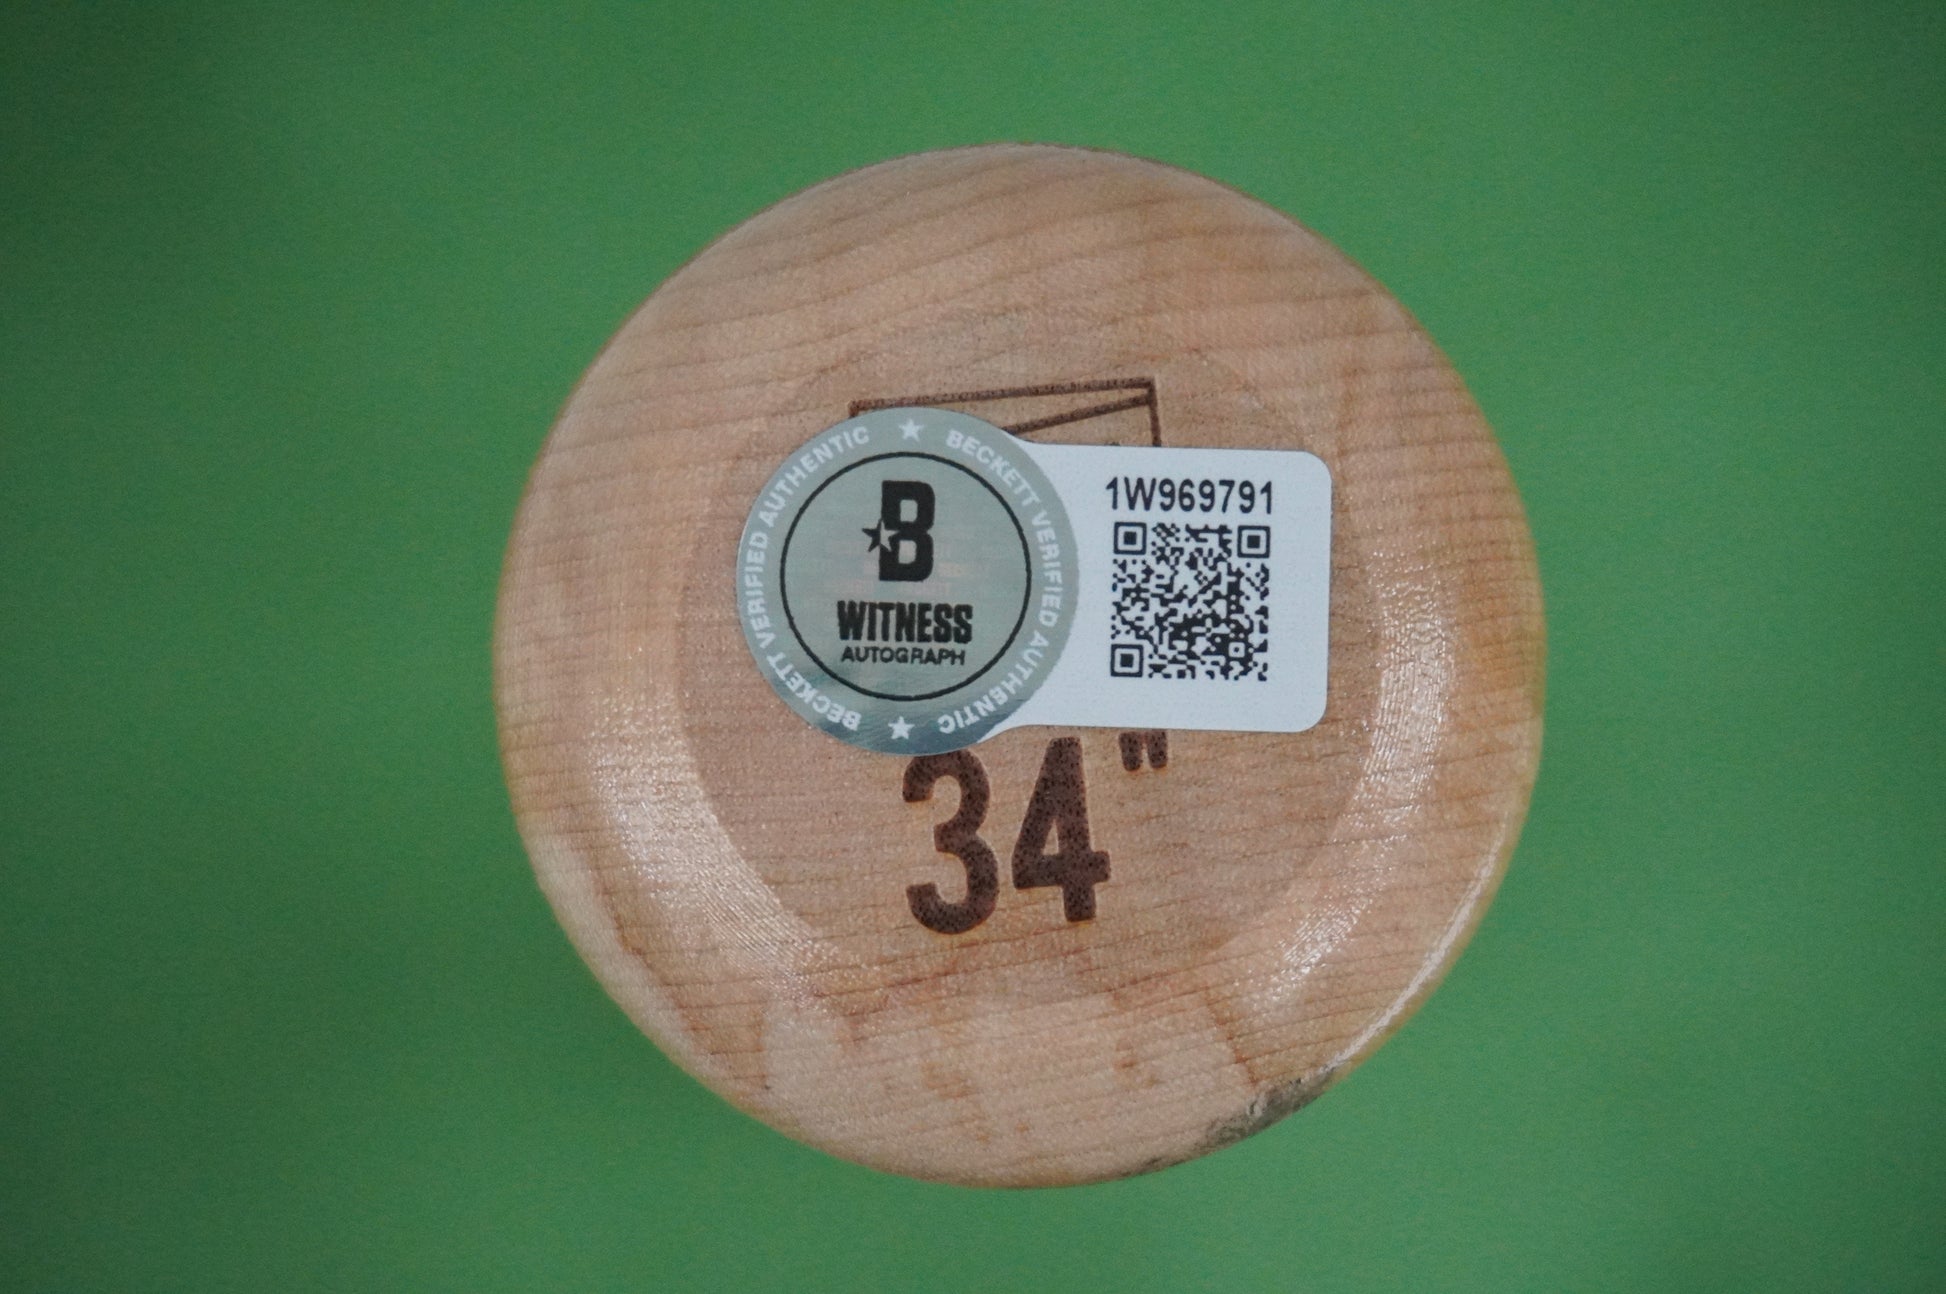 BECKETT VERIFIED AUTHENTIC ★ BECKETT VERIFIED AUTHENTIC ★
B
WITNESS
AUTOGRAPH
1W969791
34"